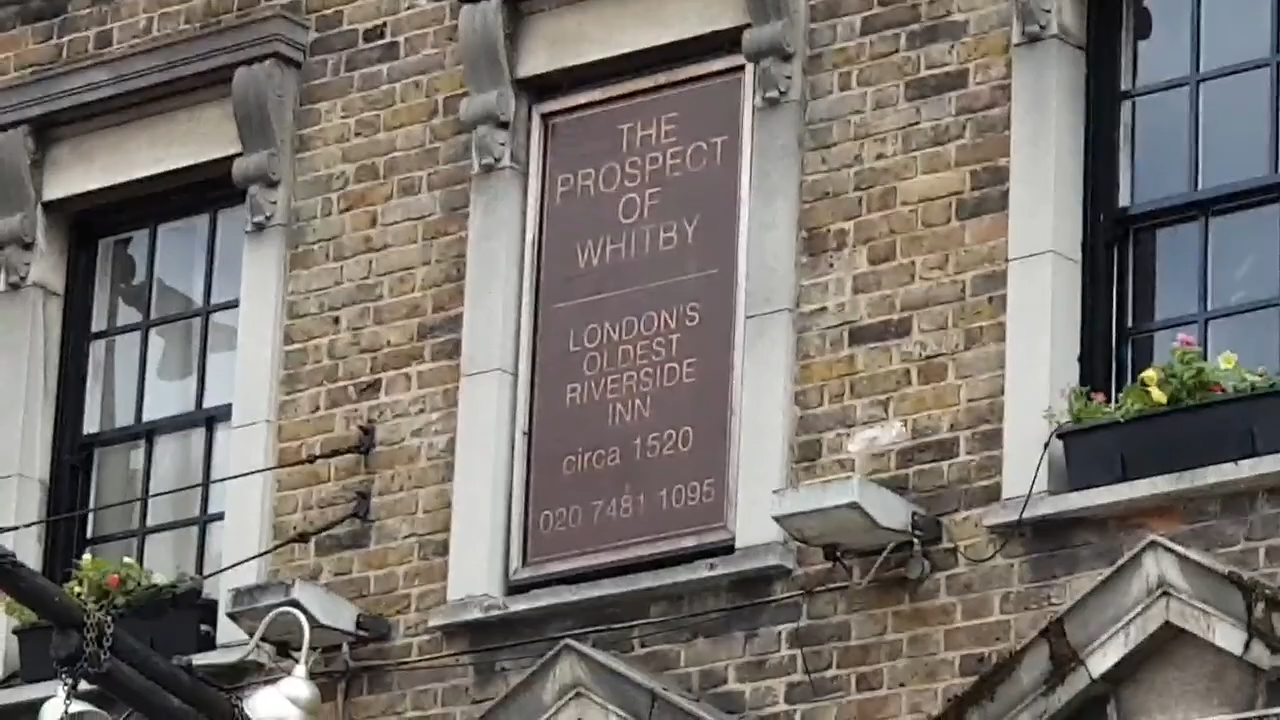 THE
PROSPECT
OF
WHITBY
LONDON'S
OLDEST
RIVERSIDE
INN
circa 1520
020 7481 1095